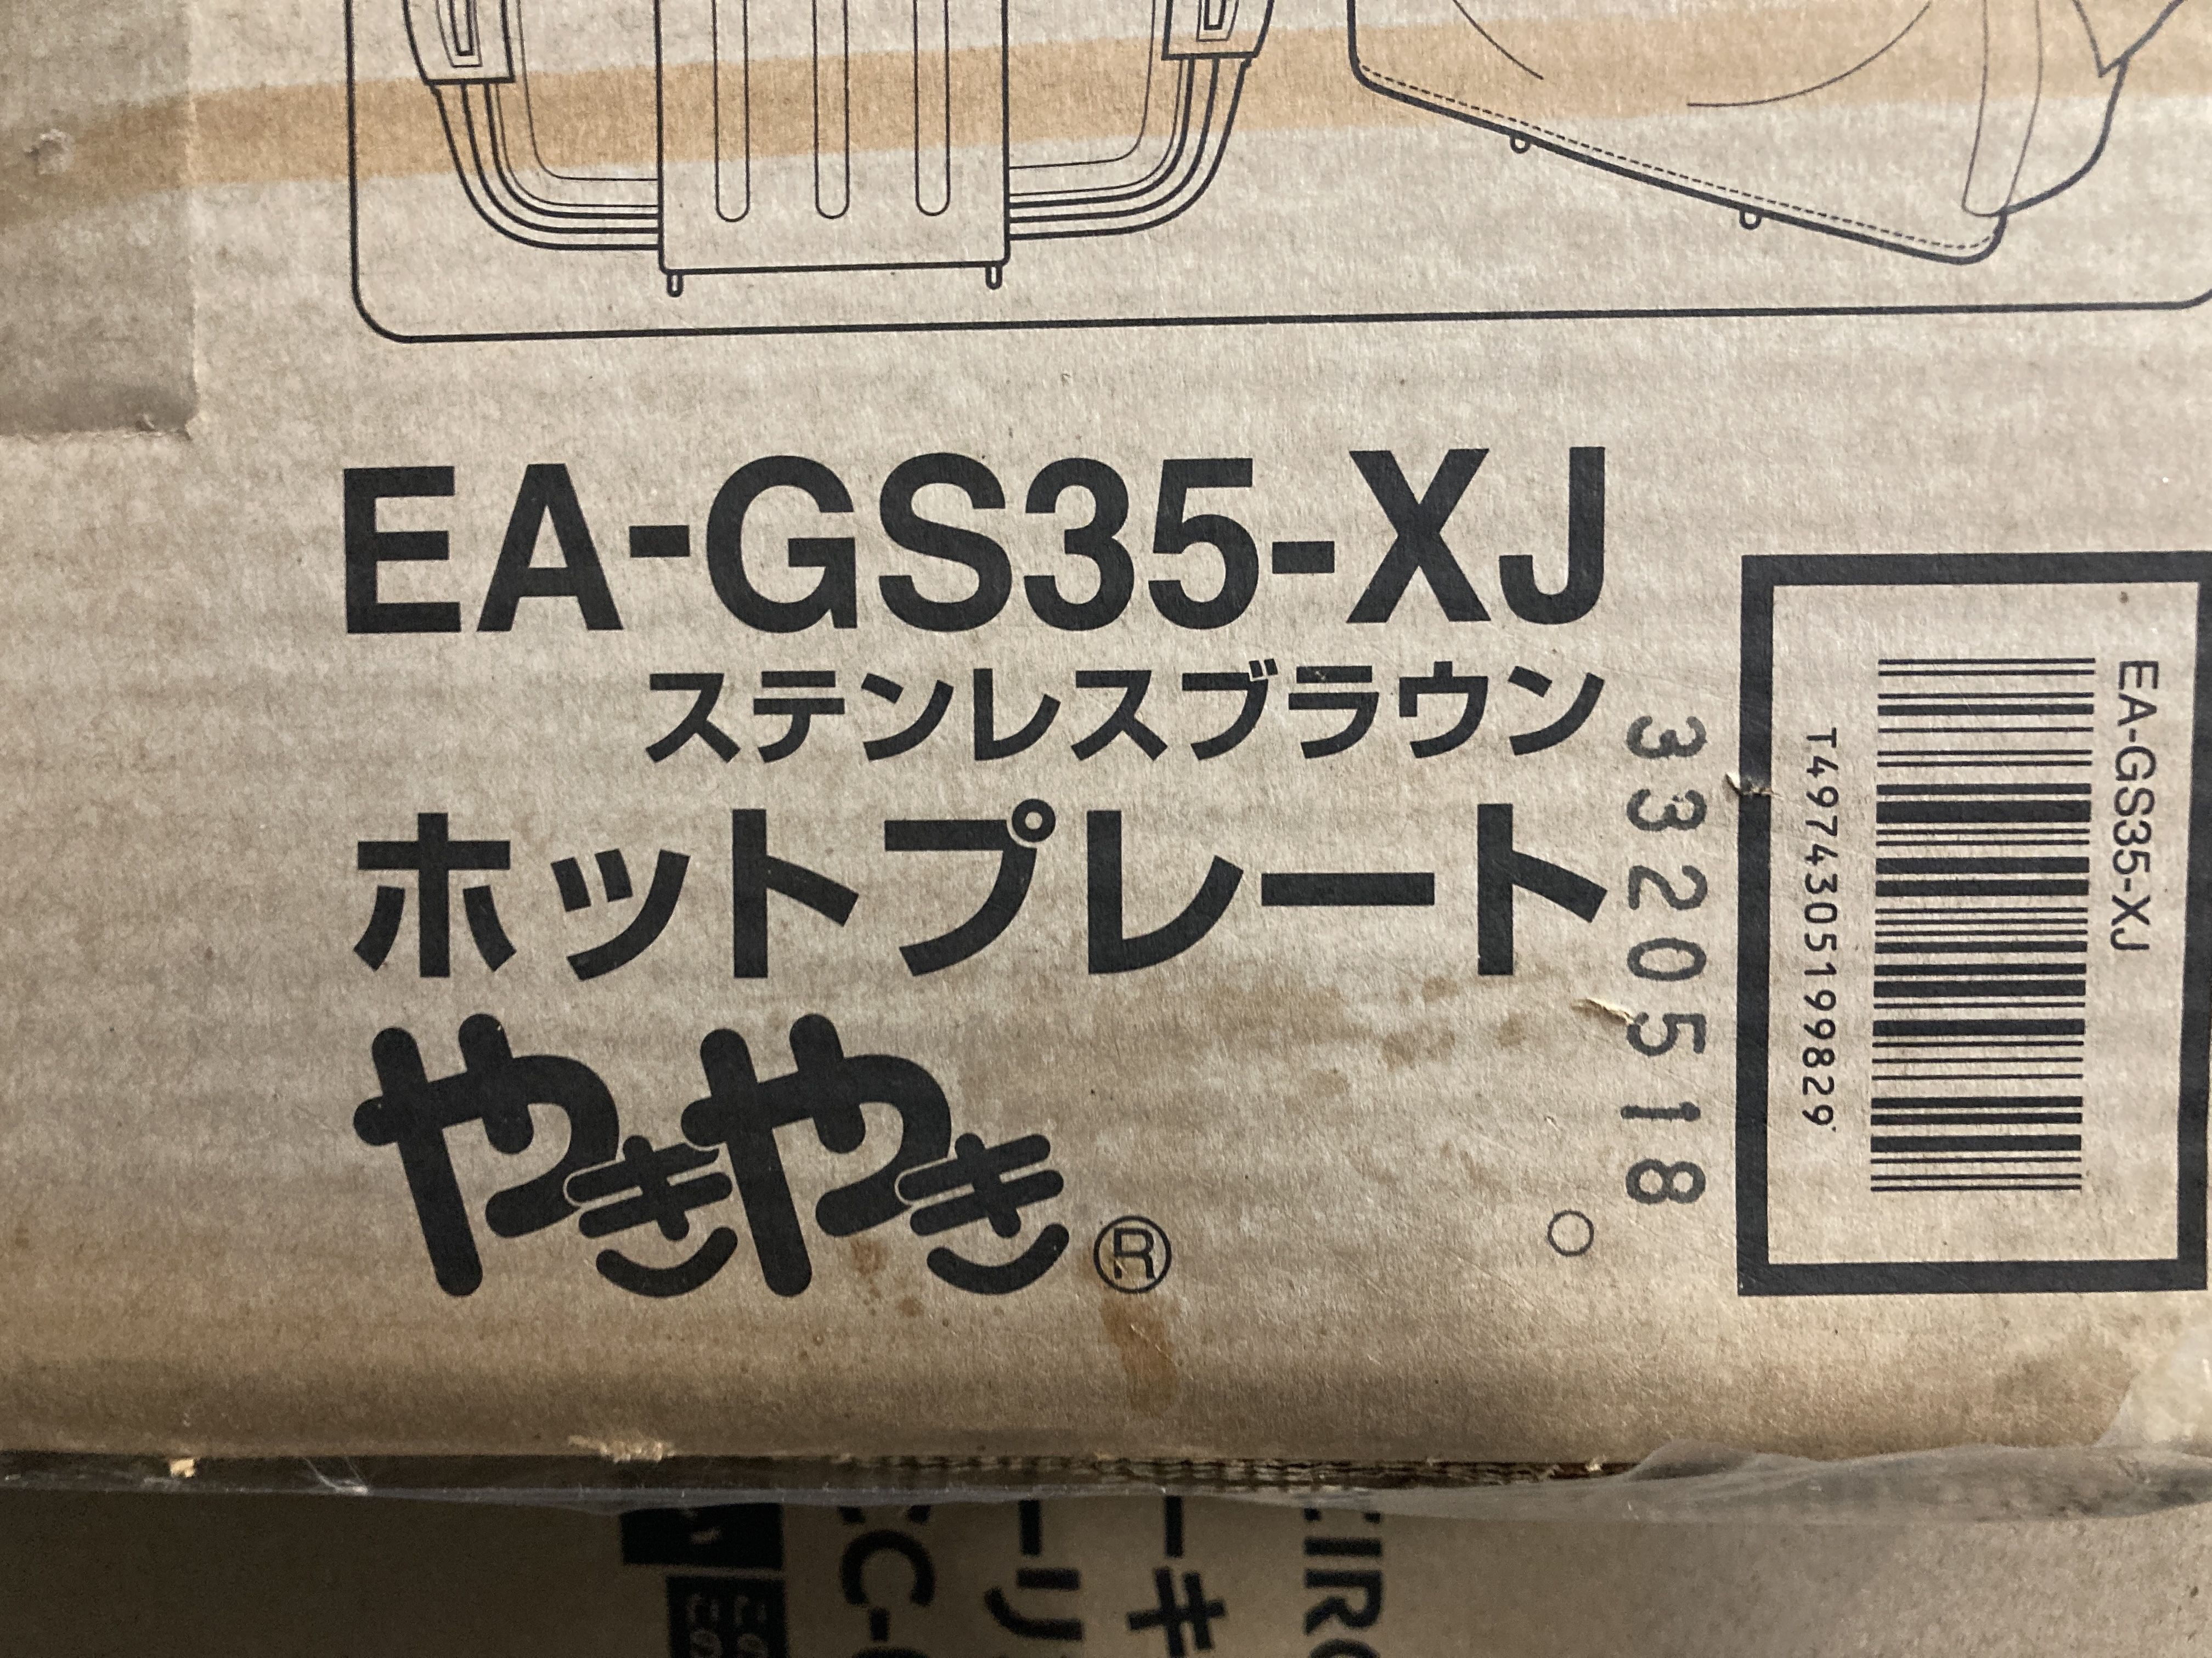 EA-GS35-XJ
ステンレスブラウン
ホットプレート
やきやき®
3320518
EA-GS35-XJ
T4974305199829